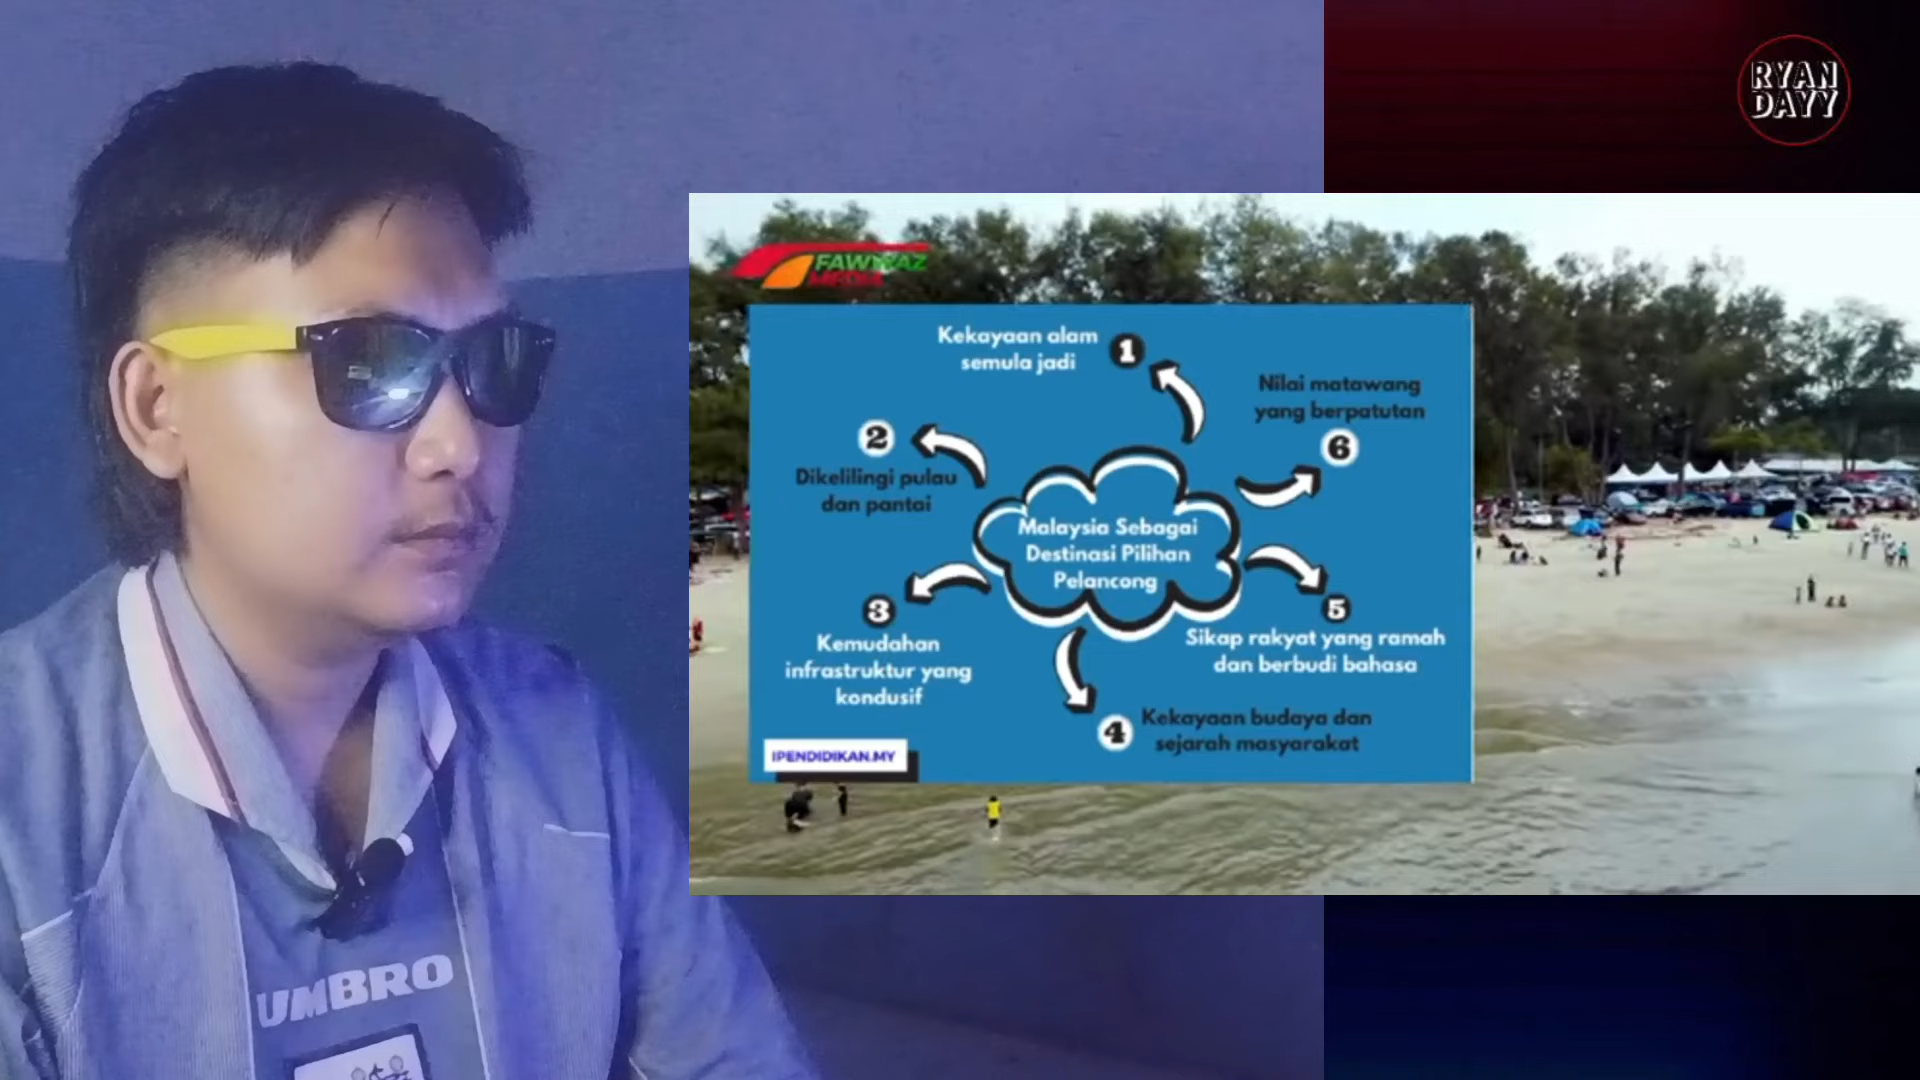 RYAN
DAYY
FAWWAZ
MEDIA
Kekayaan alam
semula jadi
1
Nilai matawang
yang berpatutan
6
2
Dikelilingi pulau
dan pantai
Malaysia Sebagai
Destinasi Pilihan
Pelancong
3
Kemudahan
infrastruktur yang
kondusif
5
Sikap rakyat yang ramah
dan berbudi bahasa
4
Kekayaan budaya dan
sejarah masyarakat
IPENDIDIKAN.MY
UMBRO